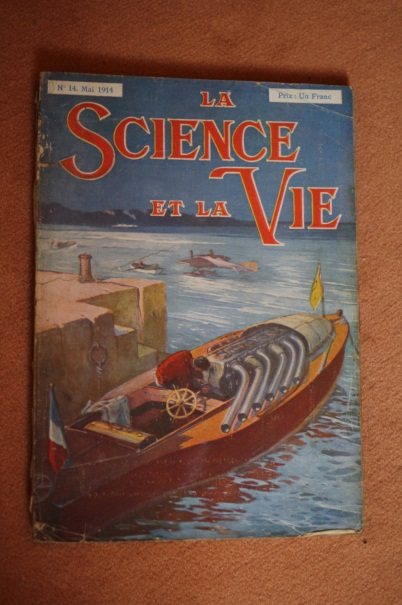 N° 14. Mai 1914
Prix : Un Franc
LA
SCIENCE
ET LA VIE